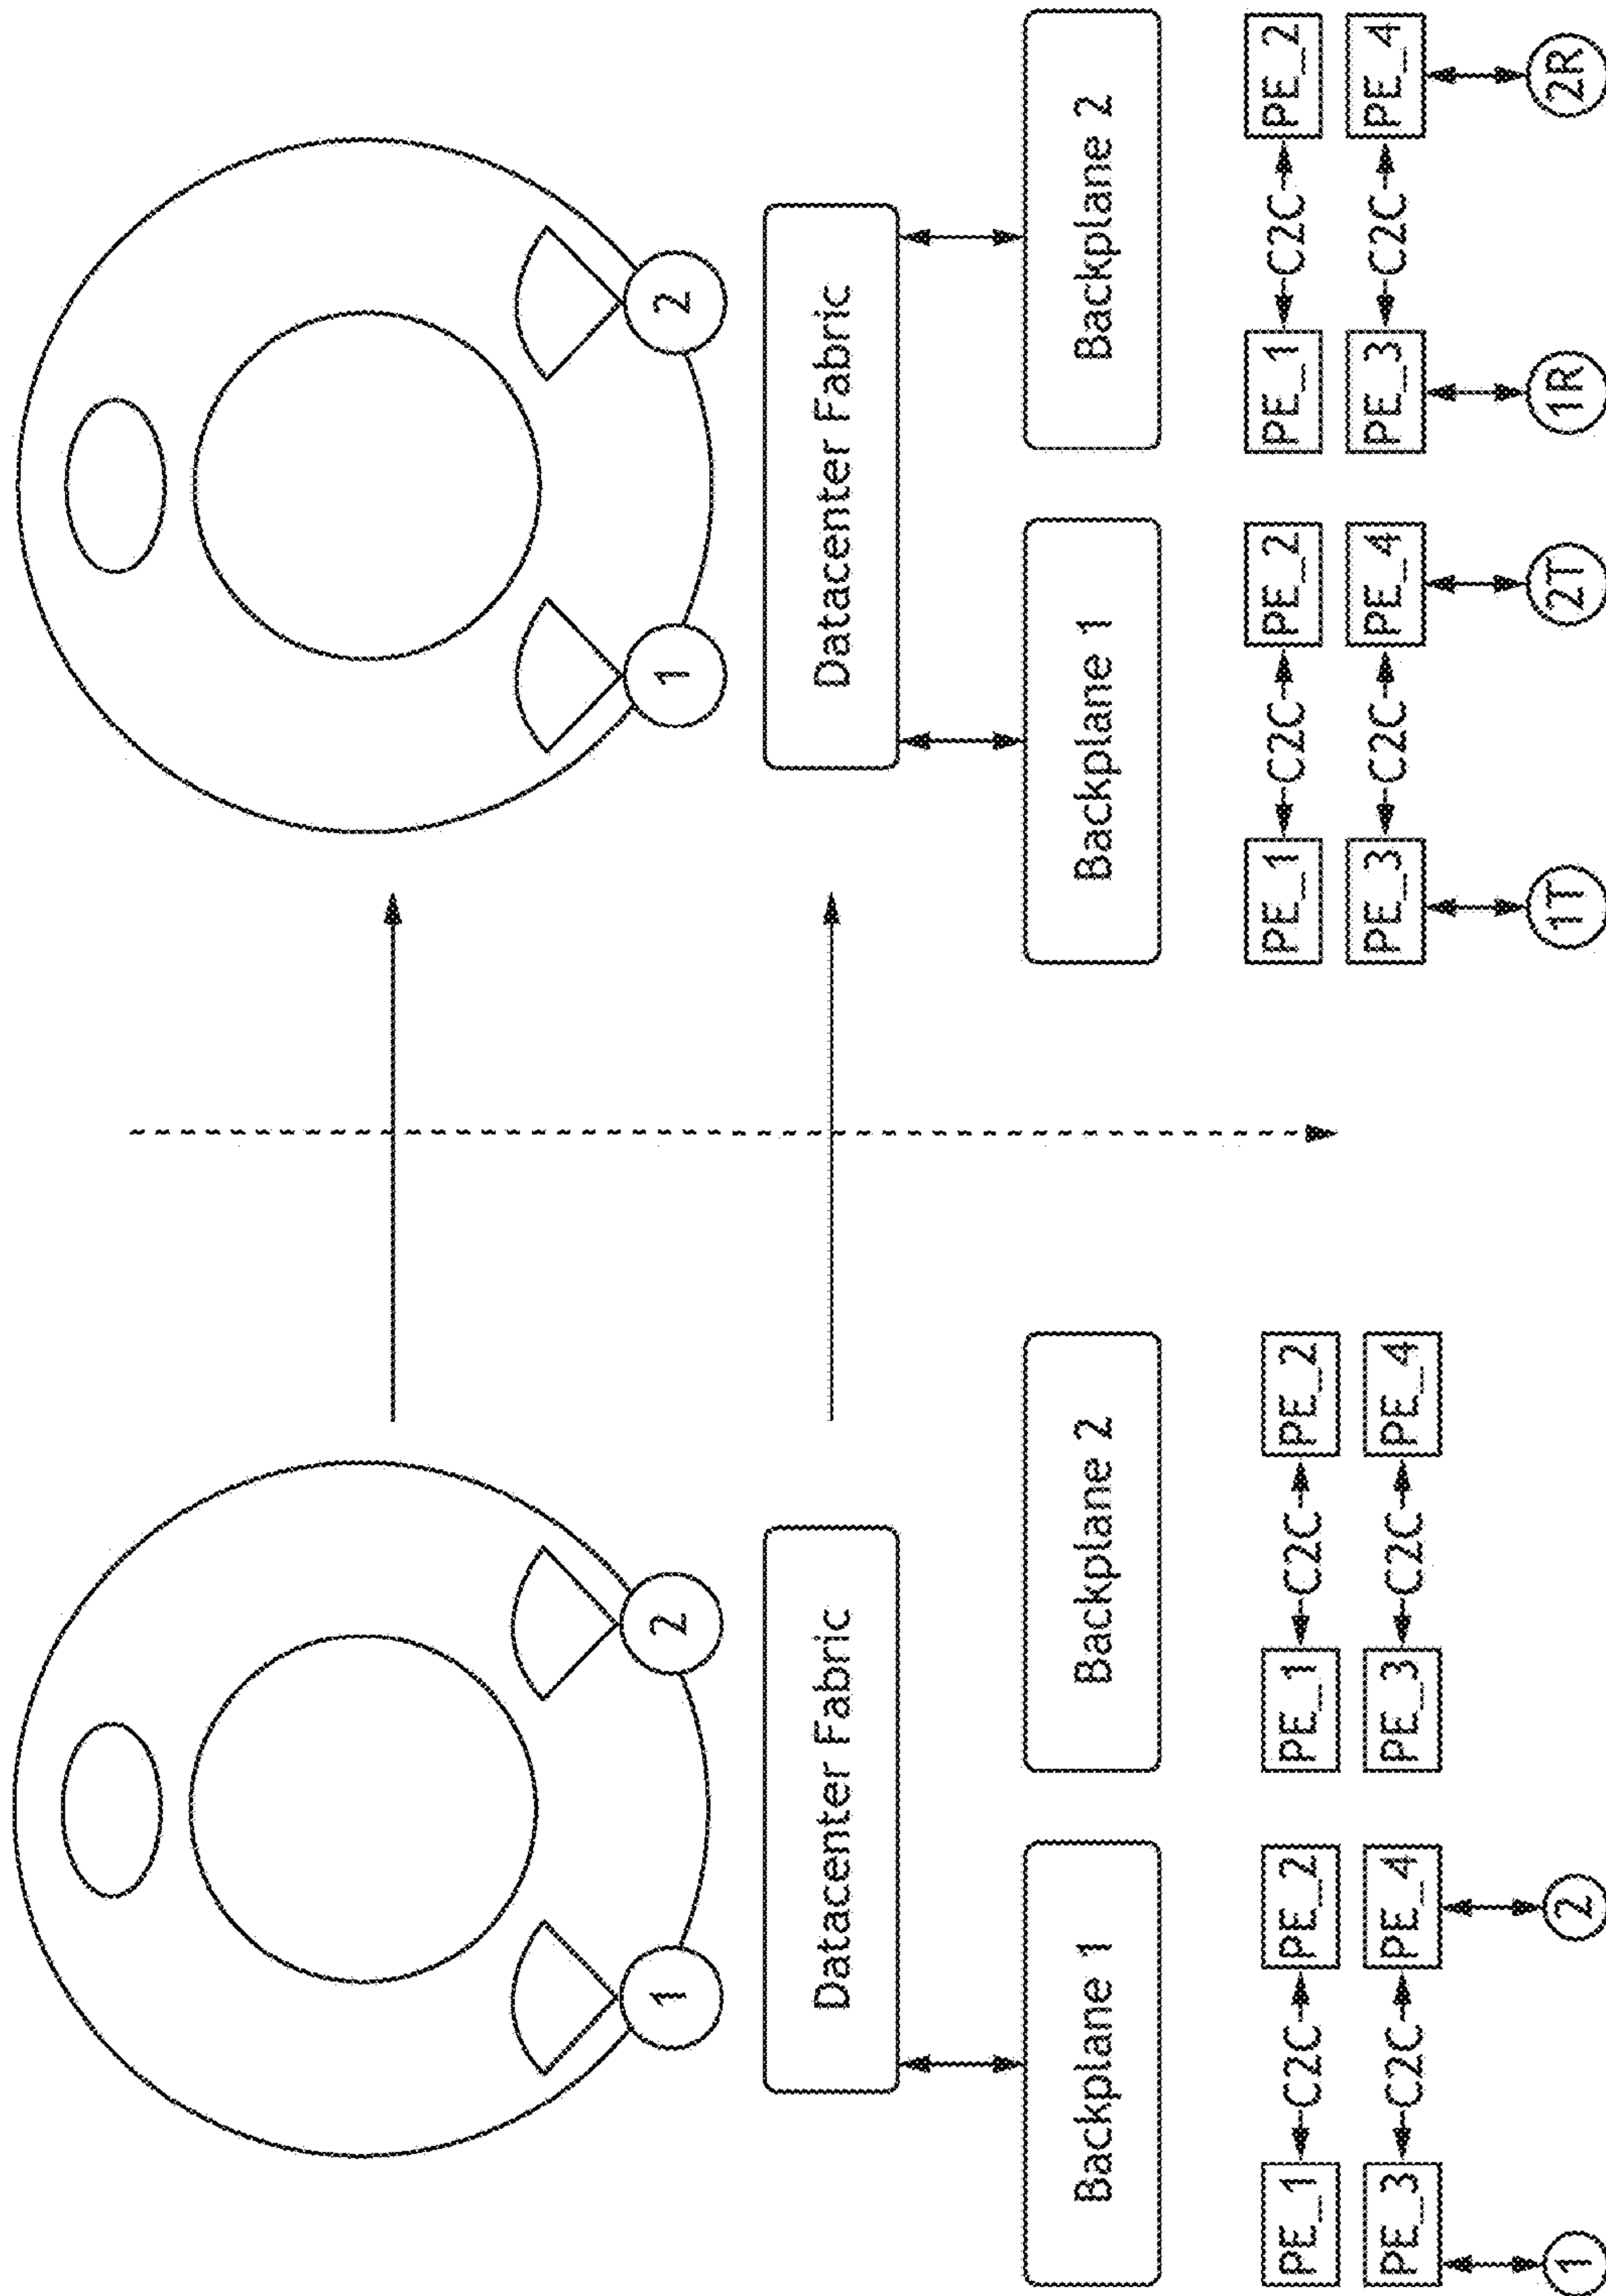 1
2
Datacenter Fabric
Backplane 1
Backplane 2
PE_1
C2C
PE_2
PE_1
C2C
PE_2
PE_3
C2C
PE_4
PE_3
C2C
PE_4
1
2
1
2
Datacenter Fabric
Backplane 1
Backplane 2
PE_1
C2C
PE_2
PE_1
C2C
PE_2
PE_3
C2C
PE_4
PE_3
C2C
PE_4
1T
2T
1R
2R